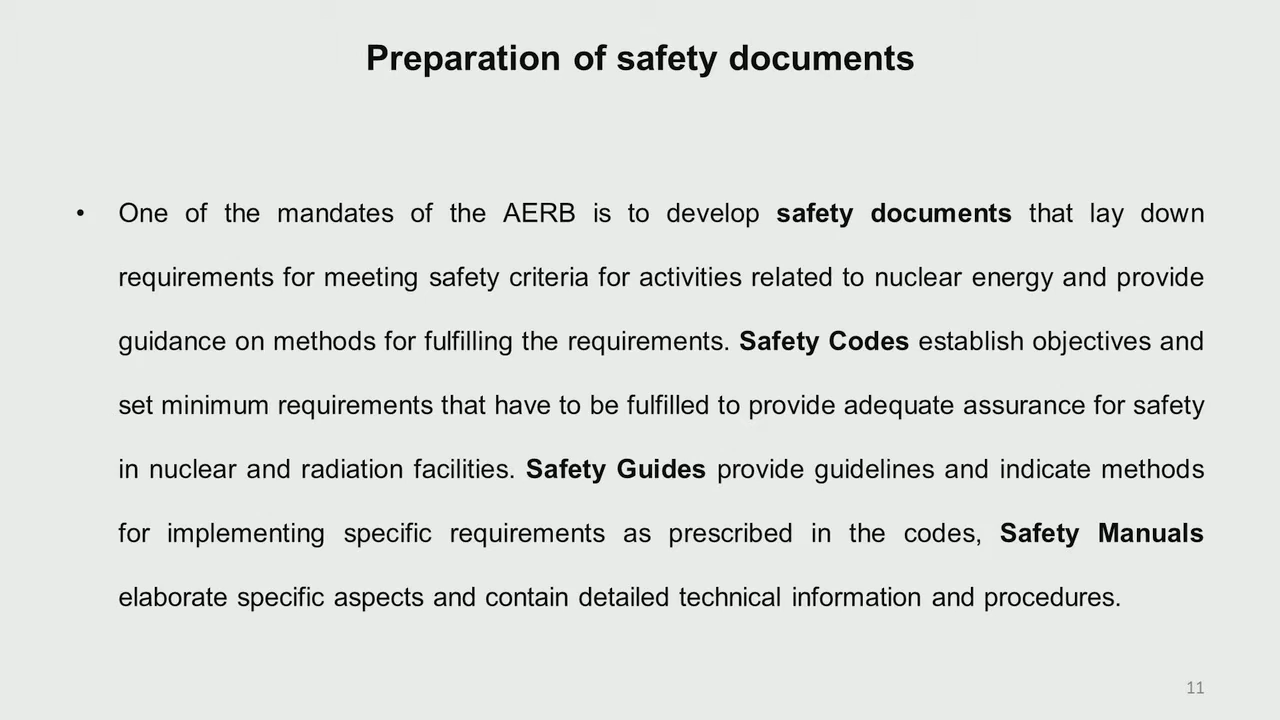 Preparation of safety documents
• One of the mandates of the AERB is to develop safety documents that lay down
requirements for meeting safety criteria for activities related to nuclear energy and provide
guidance on methods for fulfilling the requirements. Safety Codes establish objectives and
set minimum requirements that have to be fulfilled to provide adequate assurance for safety
in nuclear and radiation facilities. Safety Guides provide guidelines and indicate methods
for implementing specific requirements as prescribed in the codes, Safety Manuals
elaborate specific aspects and contain detailed technical information and procedures.
11